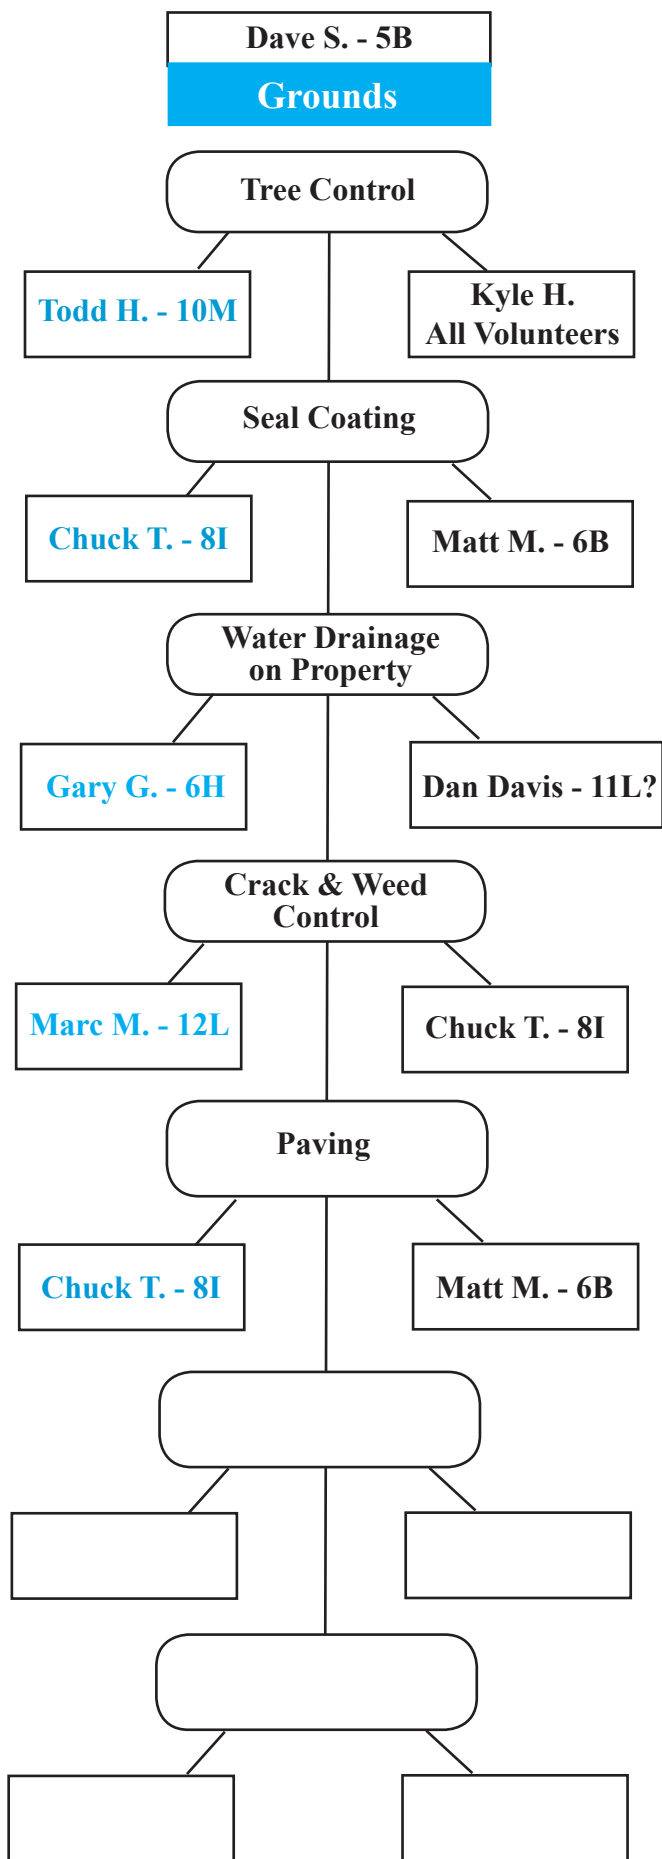 Dave S. - 5B
Grounds
Tree Control
Todd H. - 10M
Kyle H.
All Volunteers
Seal Coating
Chuck T. - 8I
Matt M. - 6B
Water Drainage
on Property
Gary G. - 6H
Dan Davis - 11L?
Crack & Weed
Control
Marc M. - 12L
Chuck T. - 8I
Paving
Chuck T. - 8I
Matt M. - 6B